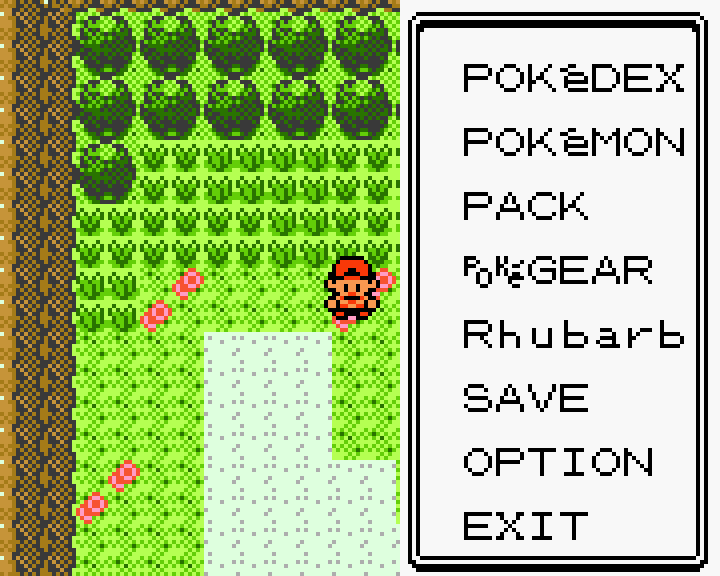 POKéDEX
POKéMON
PACK
POKéGEAR
Rhubarb
SAVE
OPTION
EXIT